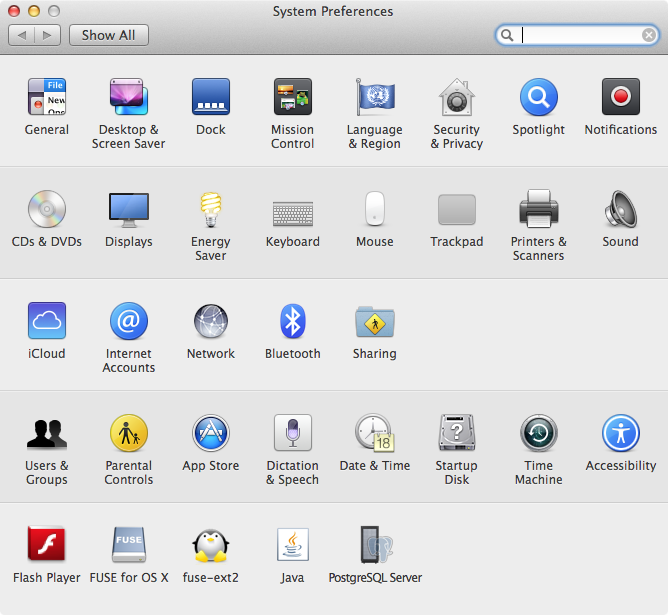 System Preferences
Show All
File
New
General
Desktop &
Screen Saver
Dock
Mission
Control
Language
& Region
Security
& Privacy
Spotlight
Notifications
CDs & DVDs
Displays
Energy
Saver
Keyboard
Mouse
Trackpad
Printers &
Scanners
Sound
iCloud
@
Internet
Accounts
Network
Bluetooth
Sharing
18
?
Users &
Groups
Parental
Controls
App Store
Dictation
& Speech
Date & Time
Startup
Disk
Time
Machine
Accessibility
FUSE
Flash Player
FUSE for OS X
fuse-ext2
Java
PostgreSQL Server